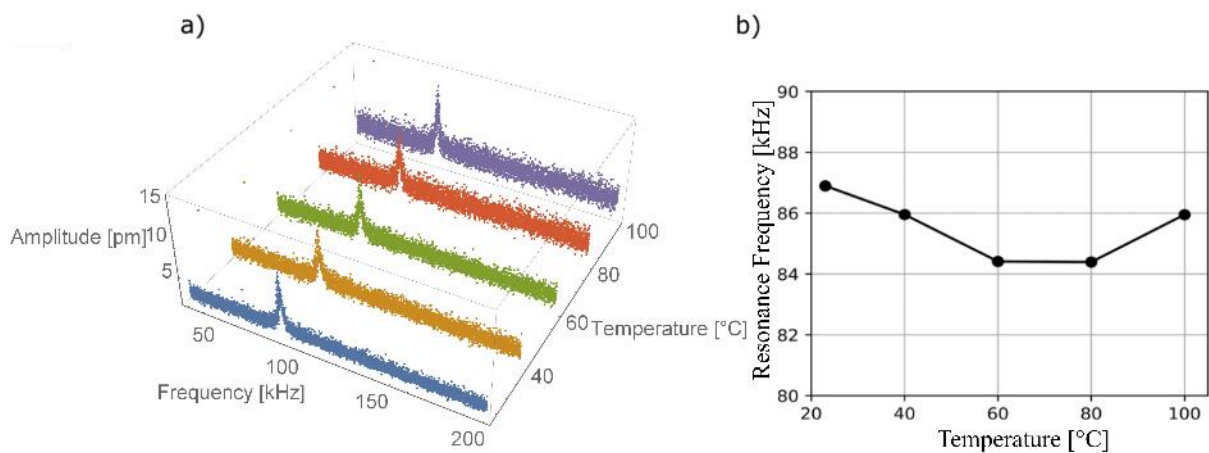 a)
15
Amplitude [pm]
10
5
50
100
Frequency [kHz]
150
200
40
60
Temperature [°C]
80
100
b)
90
88
86
84
82
80
Resonance Frequency [kHz]
20 40 60 80 100
Temperature [°C]